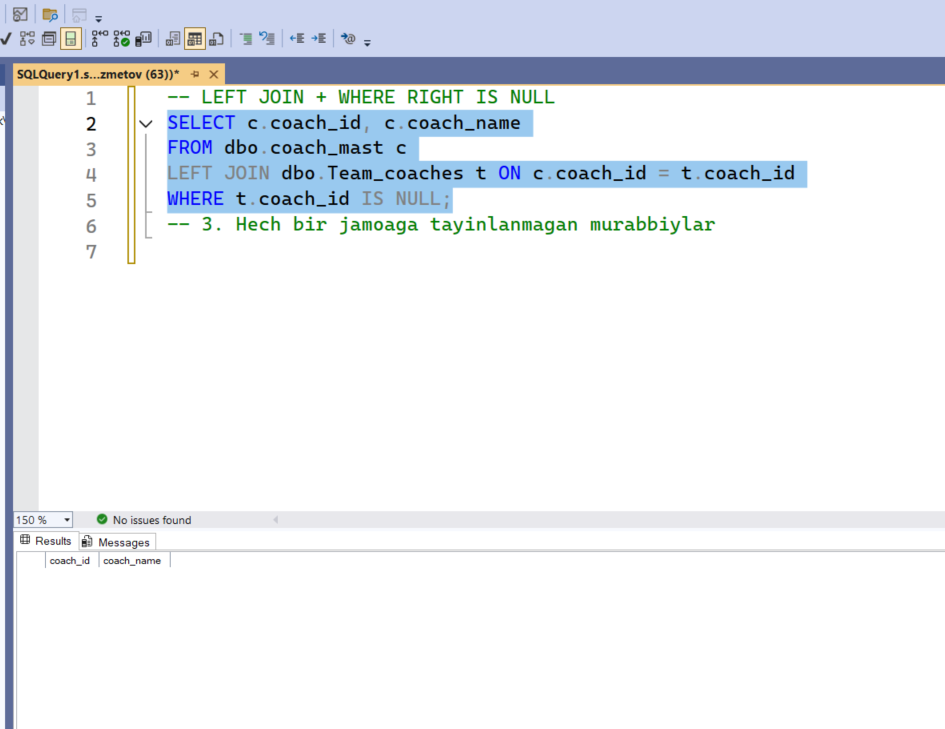 SQLQuery1.s...zmetov (63))*
1 -- LEFT JOIN + WHERE RIGHT IS NULL
2 SELECT c.coach_id, c.coach_name
3 FROM dbo.coach_mast c
4 LEFT JOIN dbo.Team_coaches t ON c.coach_id = t.coach_id
5 WHERE t.coach_id IS NULL;
6 -- 3. Hech bir jamoaga tayinlanmagan murabbiylar
7
150 % No issues found
Results Messages
coach_id coach_name